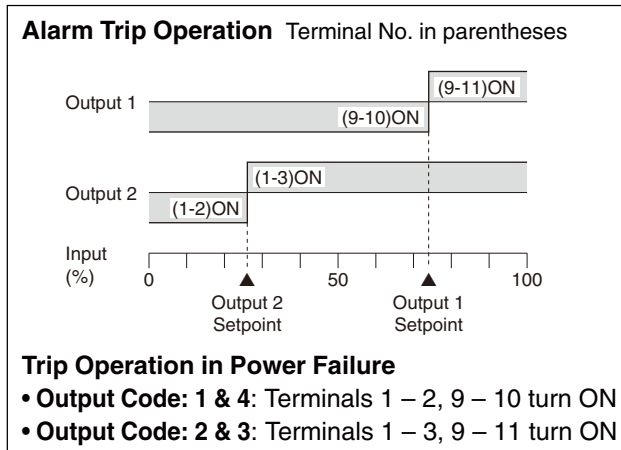 Alarm Trip Operation Terminal No. in parentheses
(9-11)ON
Output 1
(9-10)ON
(1-3)ON
Output 2
(1-2)ON
Input
(%)
0 50 100
Output 2 Output 1
Setpoint Setpoint
Trip Operation in Power Failure
• Output Code: 1 & 4: Terminals 1 – 2, 9 – 10 turn ON
• Output Code: 2 & 3: Terminals 1 – 3, 9 – 11 turn ON